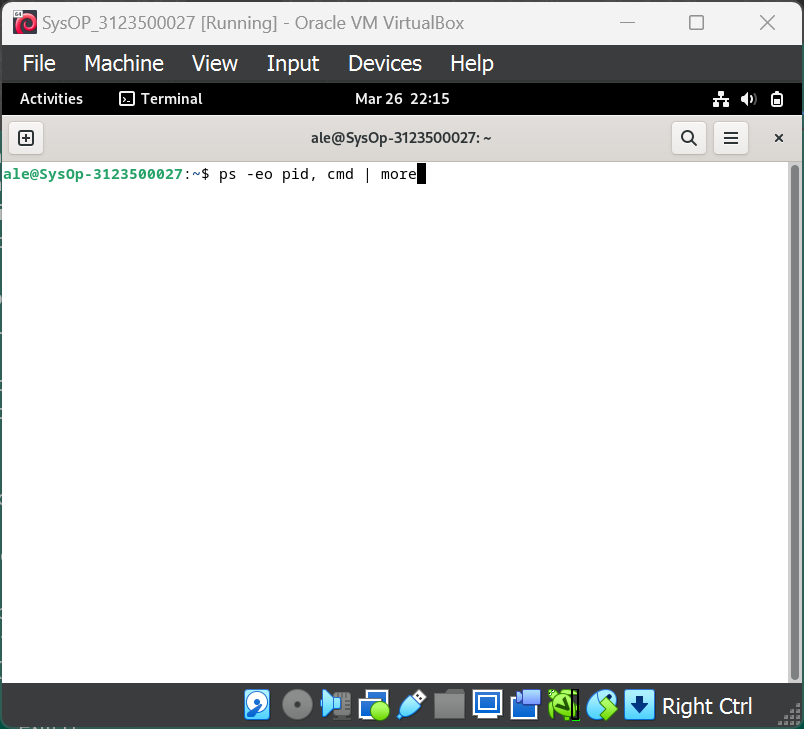 64
SysOP_3123500027 [Running] - Oracle VM VirtualBox
File Machine View Input Devices Help
Activities Terminal Mar 26 22:15
ale@SysOp-3123500027: ~
ale@SysOp-3123500027:~$ ps -eo pid, cmd | more
Right Ctrl